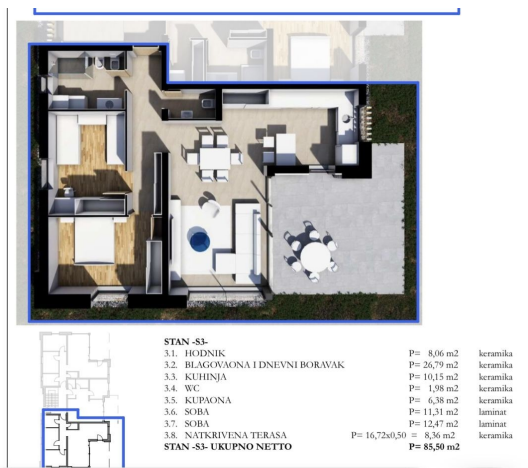 STAN -S3-
3.1. HODNIK P= 8,06 m2 keramika
3.2. BLAGOVAONA I DNEVNI BORAVAK P= 26,79 m2 keramika
3.3. KUHINJA P= 10,15 m2 keramika
3.4. WC P= 1,98 m2 keramika
3.5. KUPAONA P= 6,38 m2 keramika
3.6. SOBA P= 11,31 m2 laminat
3.7. SOBA P= 12,47 m2 laminat
3.8. NATKRIVENA TERASA P= 16,72x0,50 = 8,36 m2 keramika
STAN -S3- UKUPNO NETTO P= 85,50 m2